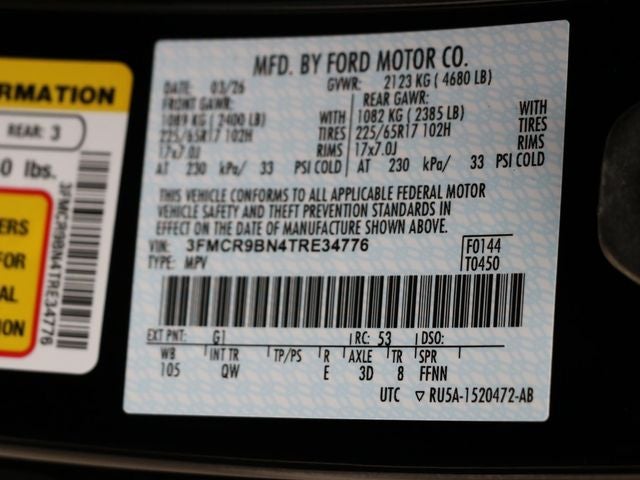 ORMATION
REAR: 3
0 lbs.
ERS
FOR
AL
ION
3FMCR9BN4TRE34776
MFD. BY FORD MOTOR CO.
DATE: 03/26 GVWR: 2123 KG ( 4680 LB)
FRONT GAWR: REAR GAWR:
1089 KG ( 2400 LB) WITH 1082 KG ( 2385 LB) WITH
225/65R17 102H TIRES 225/65R17 102H TIRES
17x7.0J RIMS 17x7.0J RIMS
AT 230 kPa/ 33 PSI COLD AT 230 kPa/ 33 PSI COLD
THIS VEHICLE CONFORMS TO ALL APPLICABLE FEDERAL MOTOR
VEHICLE SAFETY AND THEFT PREVENTION STANDARDS IN
EFFECT ON THE DATE OF MANUFACTURE SHOWN ABOVE.
VIN: 3FMCR9BN4TRE34776 F0144
TYPE: MPV T0450
EXT PNT: G1 RC: 53 DSO:
WB INT TR TP/PS R AXLE TR SPR
105 QW E 3D 8 FFNN
UTC ▽ RU5A-1520472-AB